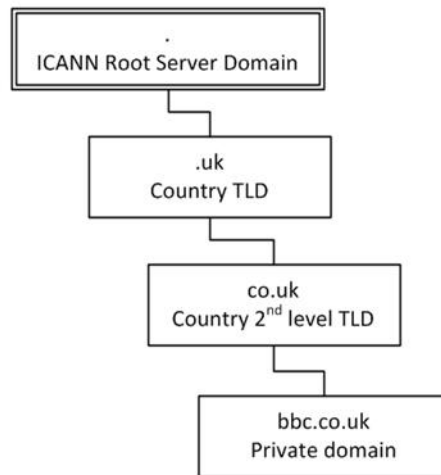 .
ICANN Root Server Domain
.uk
Country TLD
co.uk
Country 2nd level TLD
bbc.co.uk
Private domain